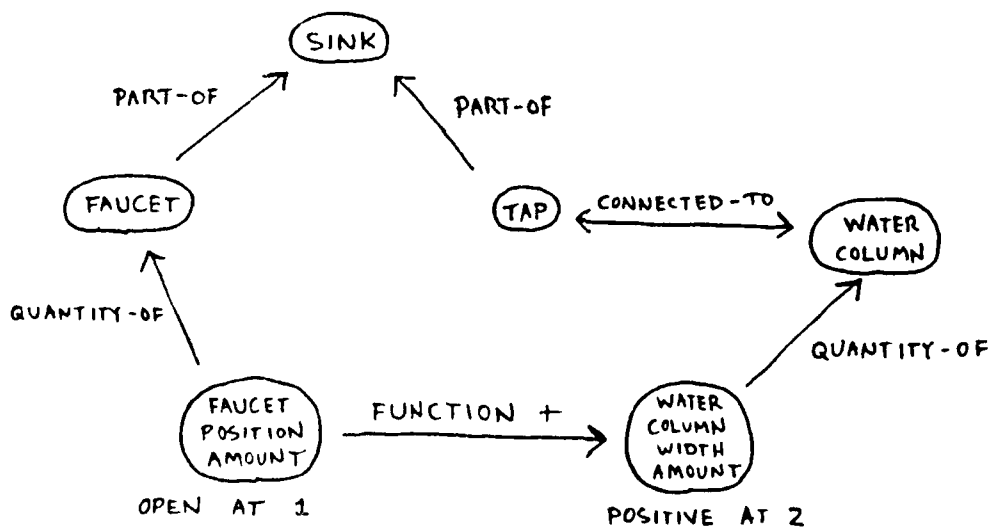 SINK
PART-OF
PART-OF
FAUCET
TAP
CONNECTED-TO
WATER
COLUMN
QUANTITY-OF
QUANTITY-OF
FAUCET
POSITION
AMOUNT
FUNCTION +
WATER
COLUMN
WIDTH
AMOUNT
OPEN AT 1
POSITIVE AT 2